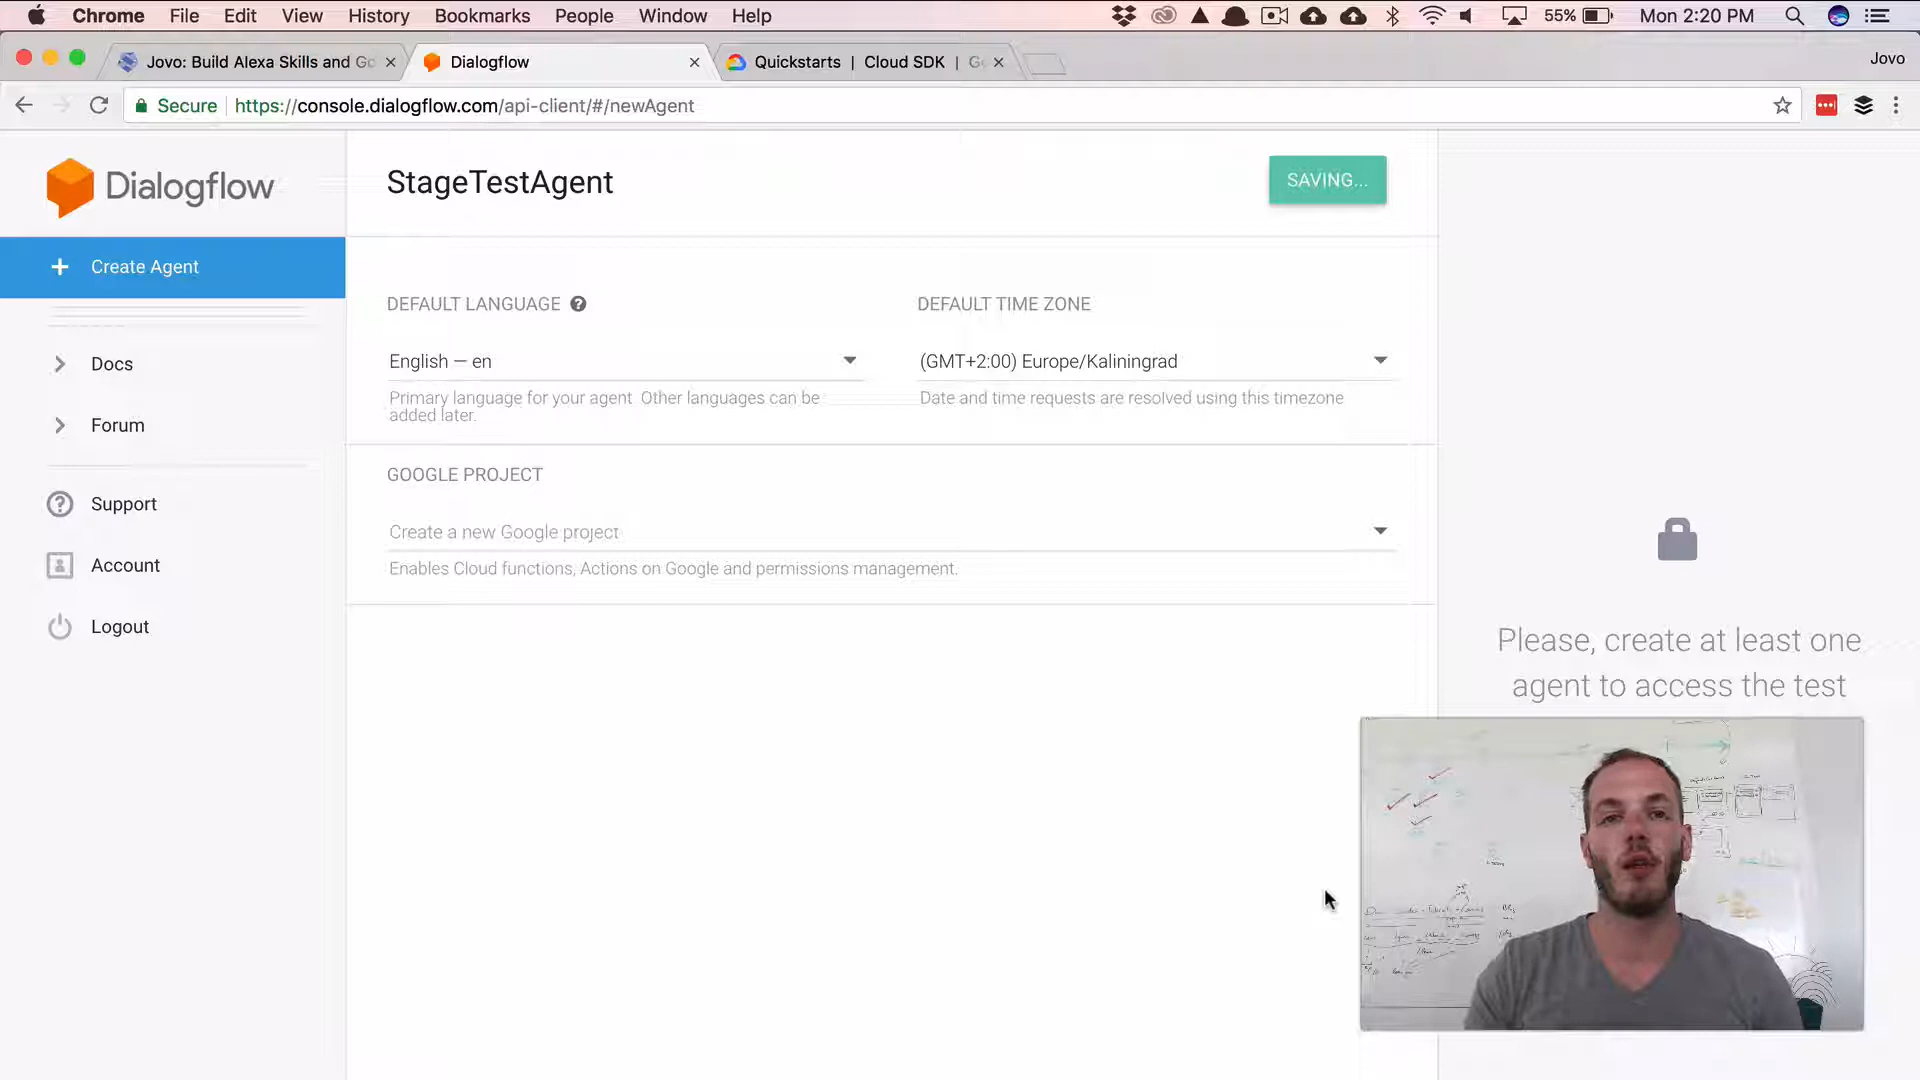 Chrome File Edit View History Bookmarks People Window Help 55% Mon 2:20 PM
Jovo: Build Alexa Skills and Go Dialogflow Quickstarts | Cloud SDK | Go Jovo
Secure https://console.dialogflow.com/api-client/#/newAgent
Dialogflow
StageTestAgent
SAVING...
Create Agent
DEFAULT LANGUAGE
DEFAULT TIME ZONE
English — en
(GMT+2:00) Europe/Kaliningrad
Primary language for your agent. Other languages can be
added later.
Date and time requests are resolved using this timezone
Docs
Forum
GOOGLE PROJECT
Create a new Google project
Enables Cloud functions, Actions on Google and permissions management.
Support
Account
Logout
Please, create at least one
agent to access the test